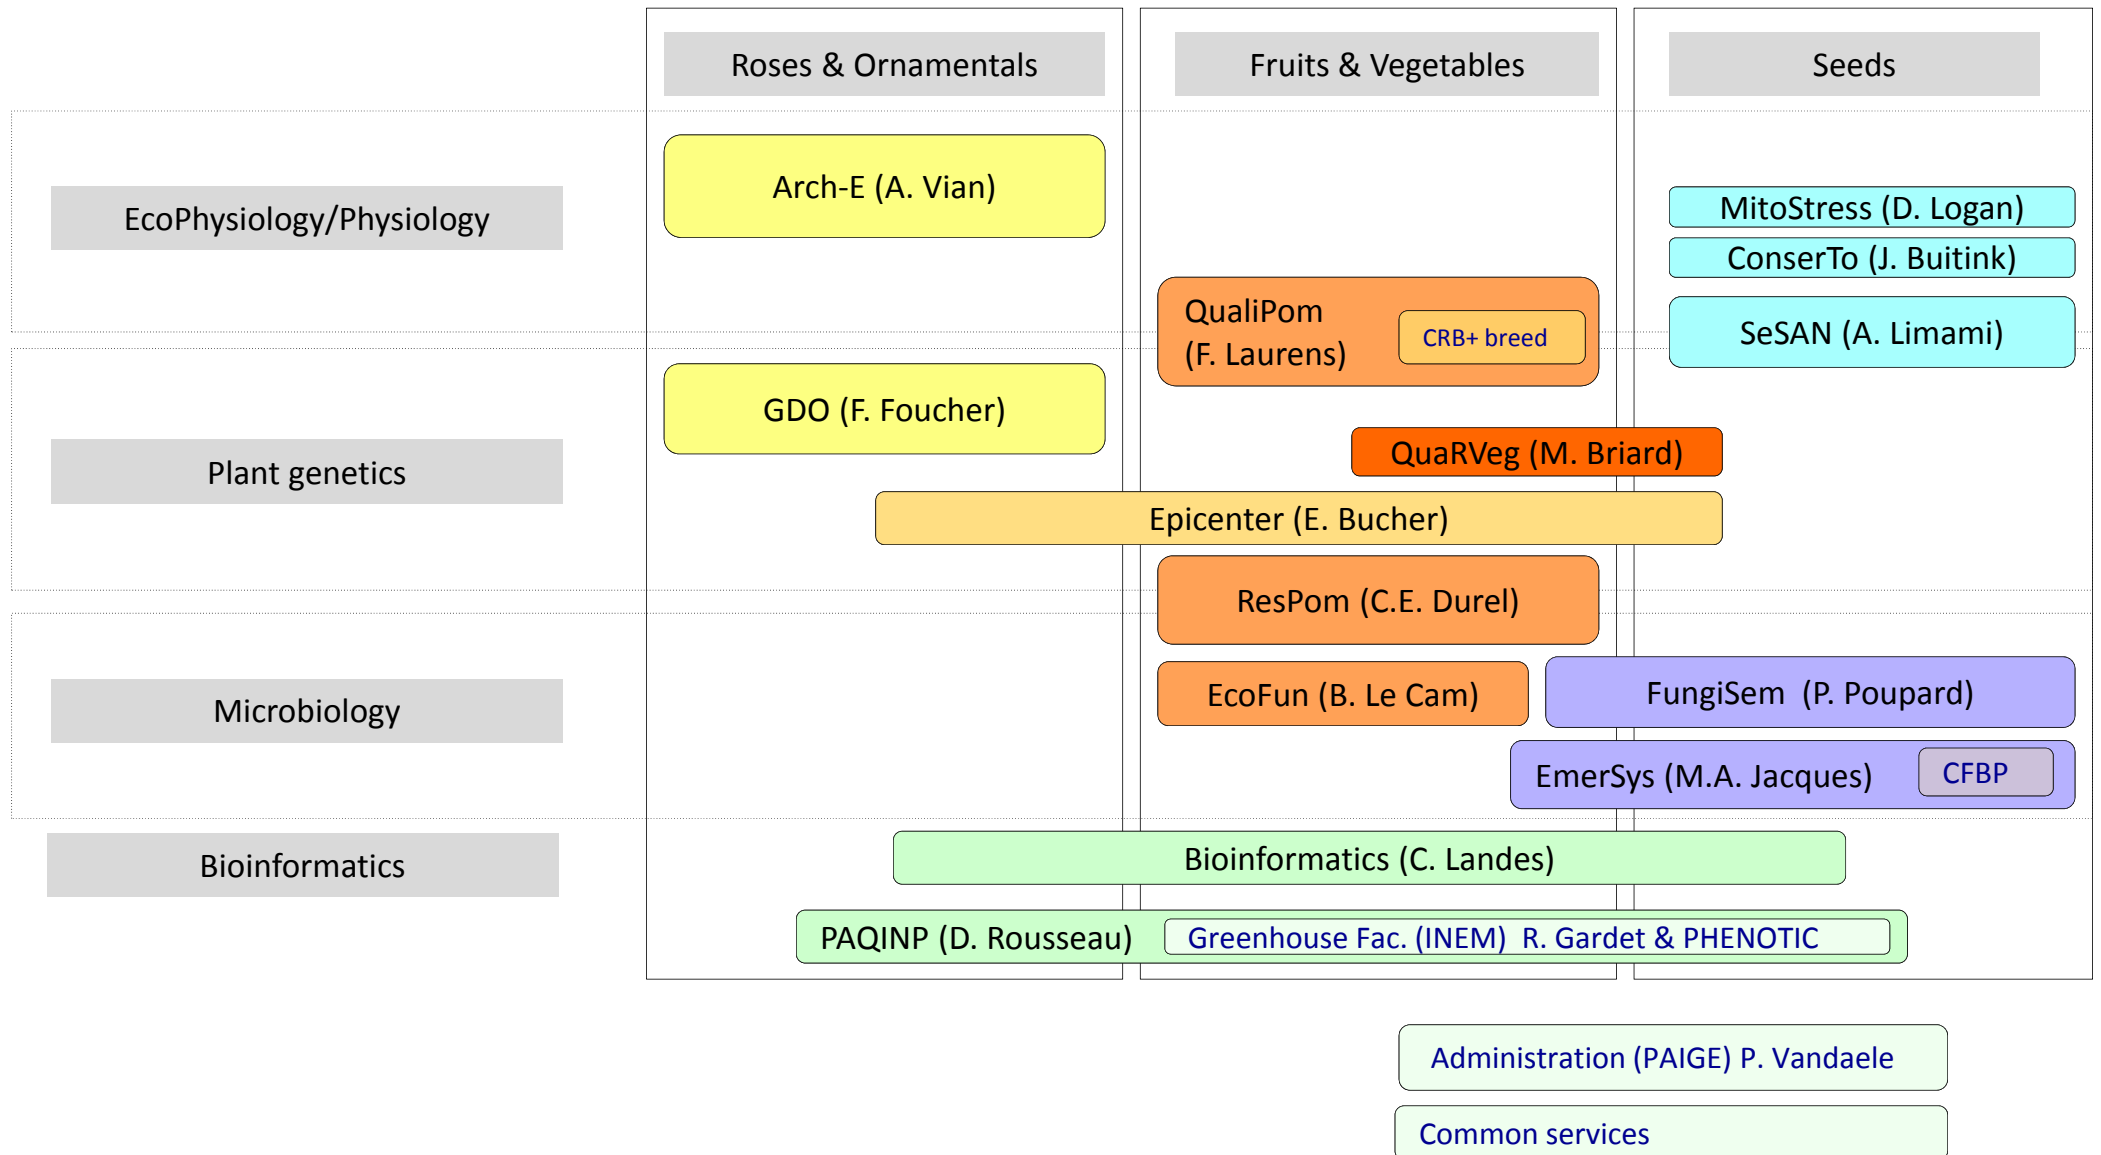 Roses & Ornamentals
Fruits & Vegetables
Seeds
EcoPhysiology/Physiology
Arch-E (A. Vian)
MitoStress (D. Logan)
ConserTo (J. Buitink)
QualiPom
(F. Laurens)
CRB+ breed
SeSAN (A. Limami)
Plant genetics
GDO (F. Foucher)
QuaRVeg (M. Briard)
Epicenter (E. Bucher)
ResPom (C.E. Durel)
Microbiology
EcoFun (B. Le Cam)
FungiSem (P. Poupard)
EmerSys (M.A. Jacques)
CFBP
Bioinformatics
Bioinformatics (C. Landes)
PAQINP (D. Rousseau)
Greenhouse Fac. (INEM) R. Gardet & PHENOTIC
Administration (PAIGE) P. Vandaele
Common services